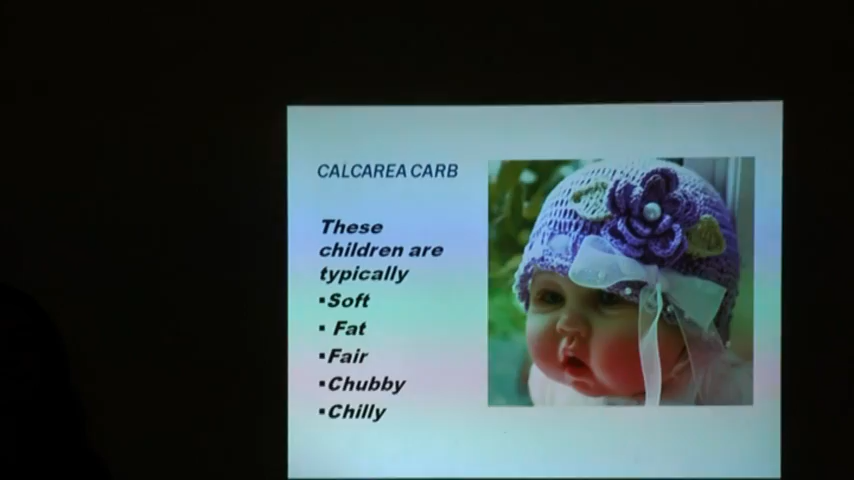 CALCAREA CARB
These
children are
typically
▪Soft
▪ Fat
▪Fair
▪Chubby
▪Chilly